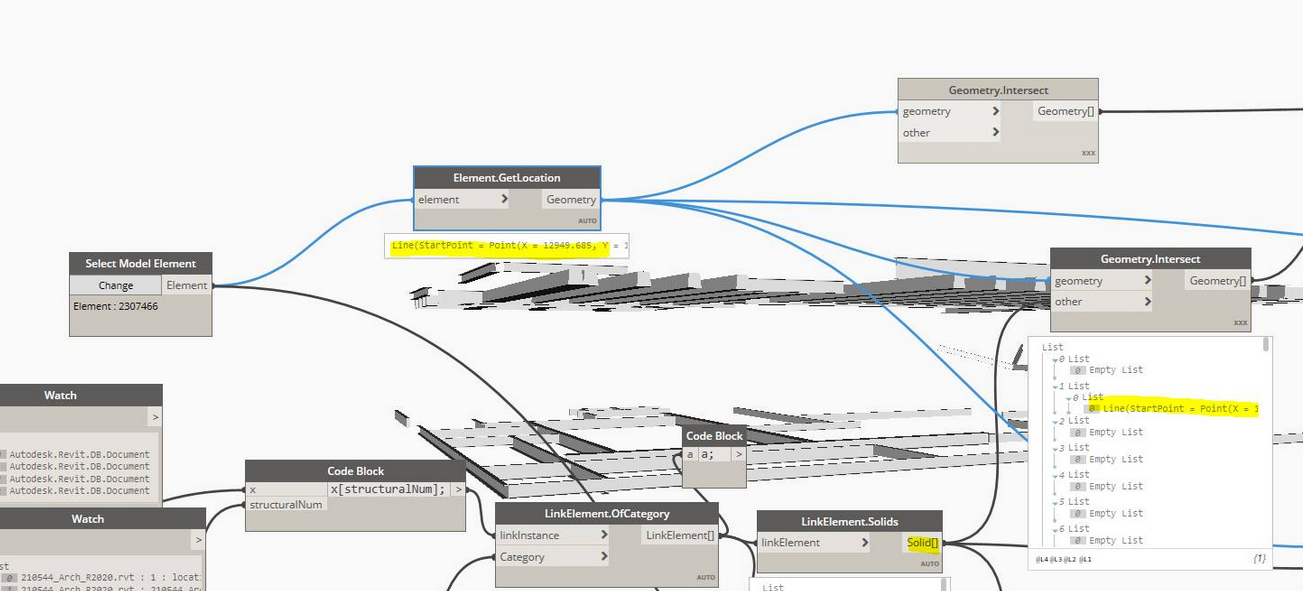 Geometry.Intersect
geometry > Geometry[]
other >
xxx
Element.GetLocation
element > Geometry
AUTO
Line(StartPoint = Point(X = 12949.685, Y =
Select Model Element
Change Element
Element : 2307466
Geometry.Intersect
geometry > Geometry[]
other >
xxx
List
0 List
0 Empty List
1 List
0 List
0 Line(StartPoint = Point(X = 1
2 List
0 Empty List
3 List
0 Empty List
4 List
0 Empty List
5 List
0 Empty List
6 List
0 Empty List
@L4 @L3 @L2 @L1 {1}
Watch
>
Autodesk.Revit.DB.Document
Autodesk.Revit.DB.Document
Autodesk.Revit.DB.Document
Autodesk.Revit.DB.Document
Code Block
x x[structuralNum]; >
structuralNum
Code Block
a a; >
LinkElement.OfCategory
linkInstance > LinkElement[]
Category >
AUTO
LinkElement.Solids
linkElement > Solid[]
AUTO
List
Watch
>
0 210544_Arch_R2020.rvt : 1 : locat
1 210544_Arch_R2020.rvt : 210544_Ar